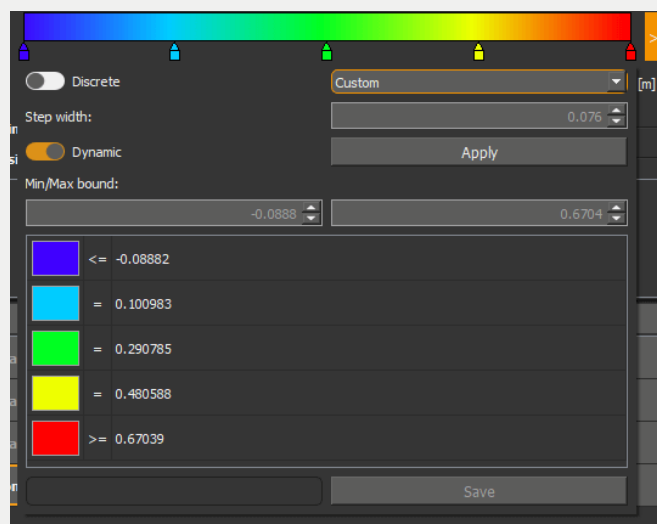 >
Discrete
Custom
[m]
Step width:
0.076
Dynamic
Apply
Min/Max bound:
-0.0888
0.6704
<= -0.08882
= 0.100983
= 0.290785
= 0.480588
>= 0.67039
Save